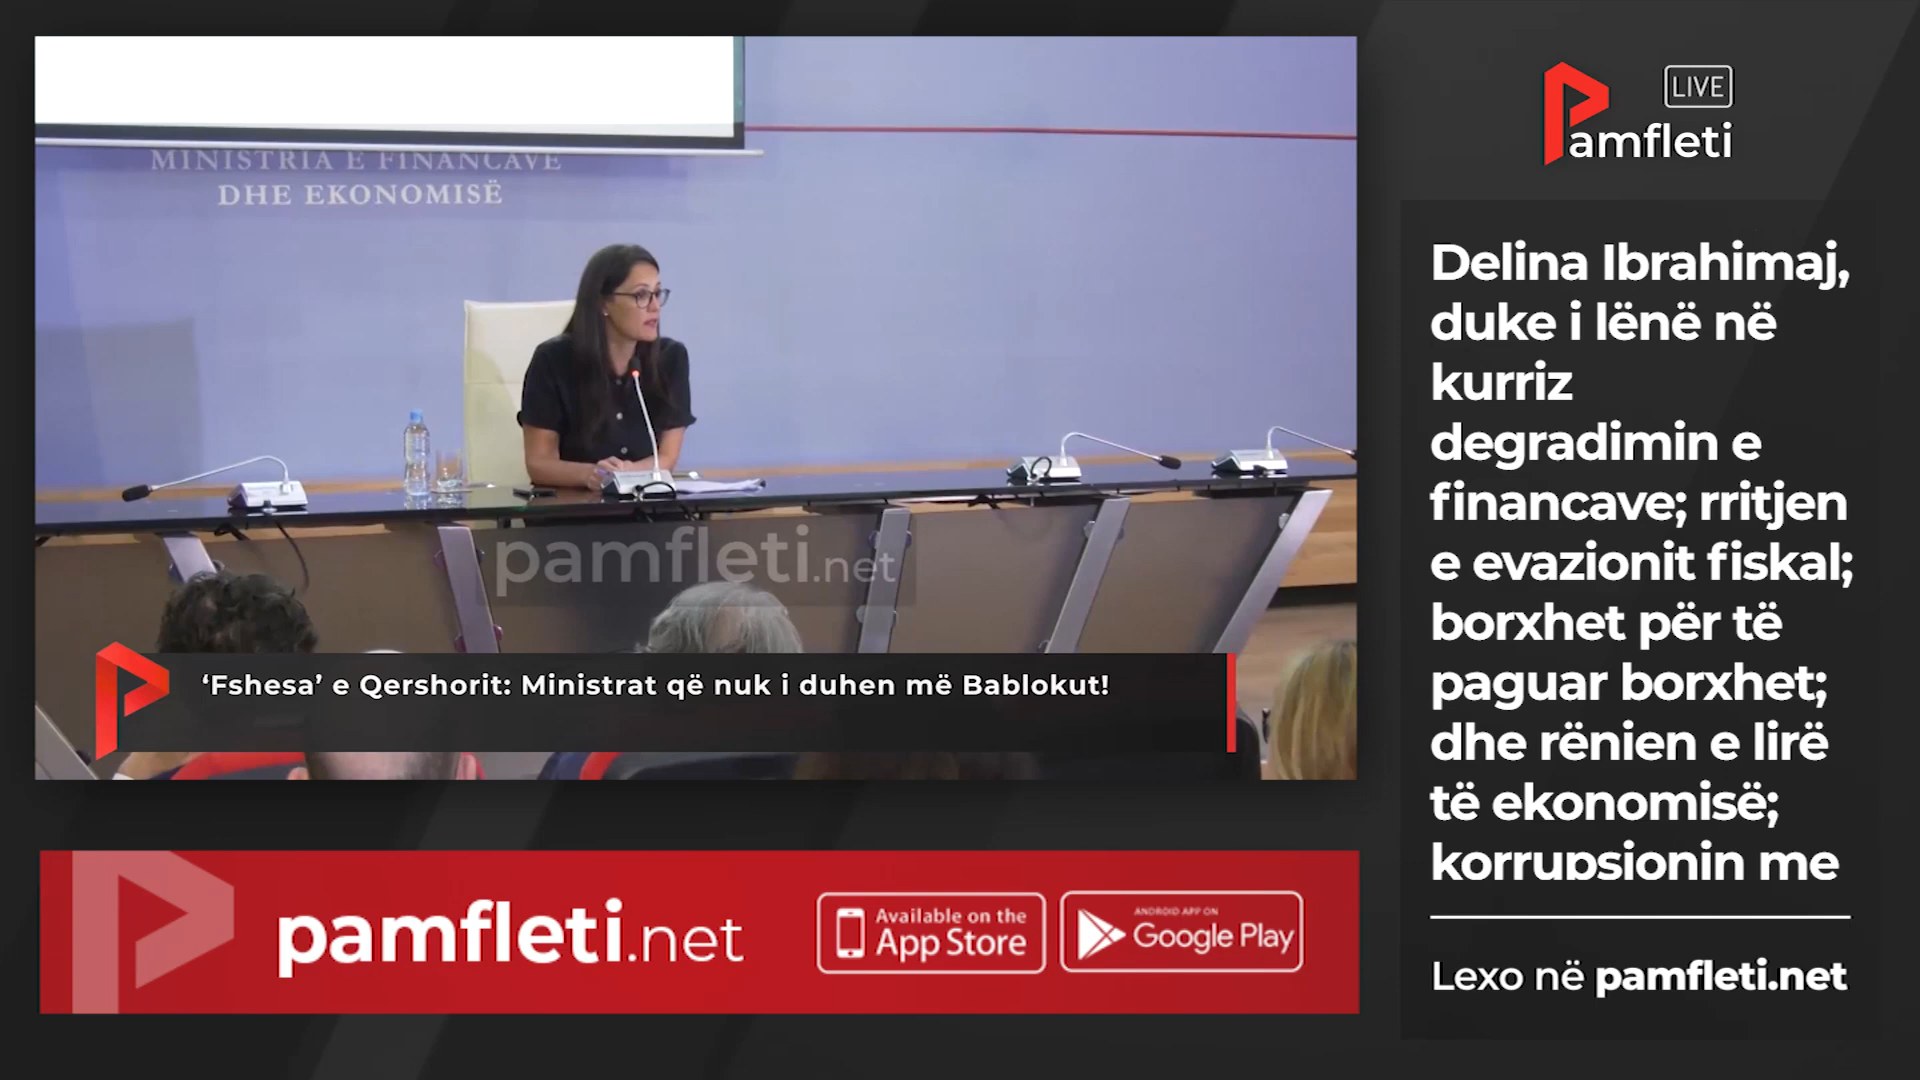 MINISTRIA E FINANCAVE
DHE EKONOMISË
pamfleti.net
‘Fshesa’ e Qershorit: Ministrat që nuk i duhen më Bablokut!
pamfleti.net
Available on the
App Store
ANDROID APP ON
Google Play
LIVE
Pamfleti
Delina Ibrahimaj,
duke i lënë në
kurriz
degradimin e
financave; rritjen
e evazionit fiskal;
borxhet për të
paguar borxhet;
dhe rënien e lirë
të ekonomisë;
korrupsionin me
Lexo në pamfleti.net